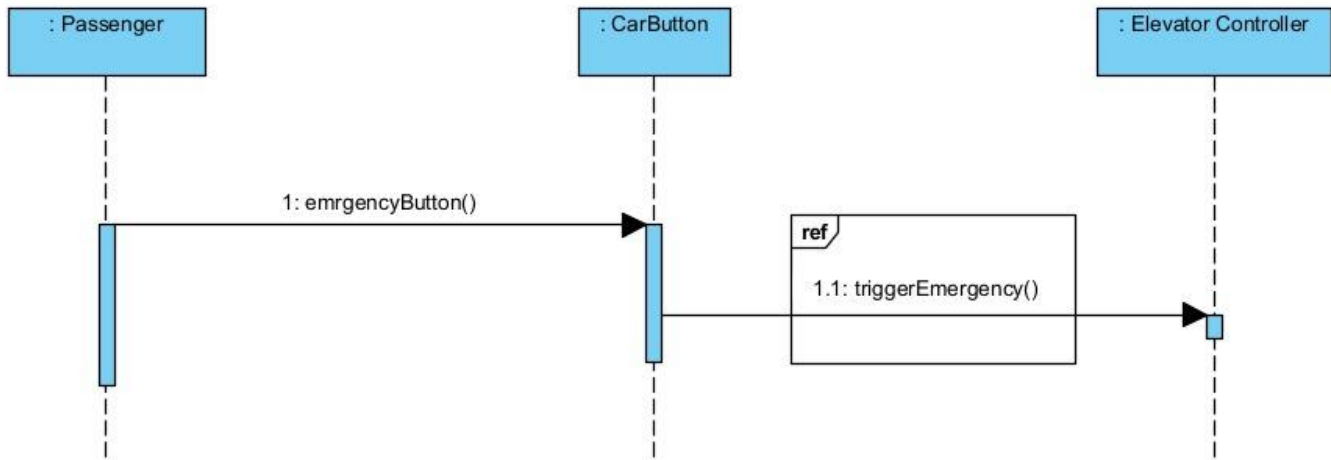 : Passenger
: CarButton
: Elevator Controller
1: emrgencyButton()
ref
1.1: triggerEmergency()